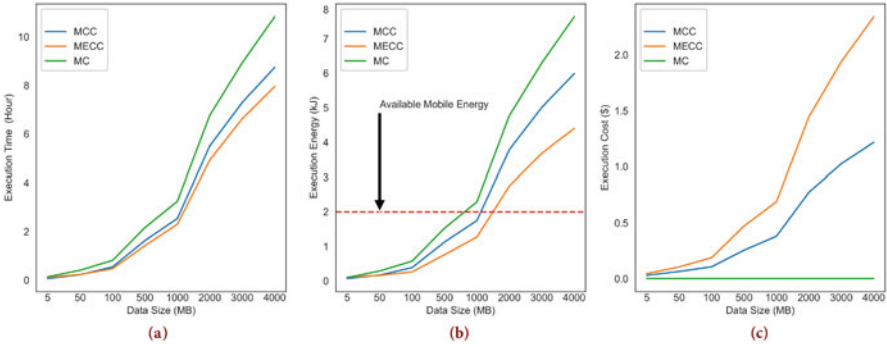 Execution Time (Hour)
10
8
6
4
2
0
MCC
MECC
MC
5 50 100 500 1000 2000 3000 4000
Data Size (MB)
(a)
Execution Energy (kJ)
8
7
6
5
4
3
2
1
0
MCC
MECC
MC
Available Mobile Energy
5 50 100 500 1000 2000 3000 4000
Data Size (MB)
(b)
Execution Cost ($)
2.0
1.5
1.0
0.5
0.0
MCC
MECC
MC
5 50 100 500 1000 2000 3000 4000
Data Size (MB)
(c)